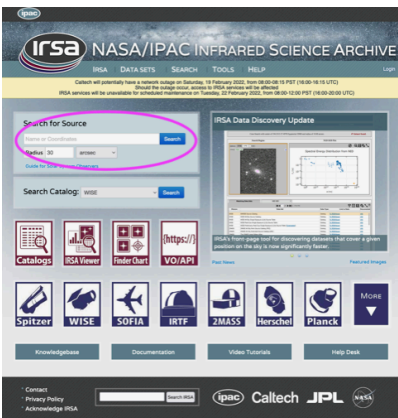 ipac
irsa
NASA/IPAC INFRARED SCIENCE ARCHIVE
IRSA DATA SETS SEARCH TOOLS HELP Login
Caltech will potentially have a network outage on Saturday, 19 February 2022, from 08:00-08:15 PST (16:00-16:15 UTC)
Should the outage occur, access to IRSA services will be affected
IRSA services will be unavailable for scheduled maintenance on Tuesday, 22 February 2022, from 08:00-12:00 PST (16:00-20:00 UTC)
Search for Source
Name or Coordinates Search
Radius 30 arcsec
Guide for Solar System Observers
Search Catalog: WISE Search
IRSA Data Discovery Update
IRSA's front-page tool for discovering datasets that cover a given
position on the sky is now significantly faster.
Past News Featured Images
Catalogs IRSA Viewer Finder Chart {https://} VO/API
Spitzer WISE SOFIA IRTF 2MASS Herschel Planck MORE
Knowledgebase Documentation Video Tutorials Help Desk
Contact
Privacy Policy
Acknowledge IRSA
Search IRSA
ipac Caltech JPL NASA